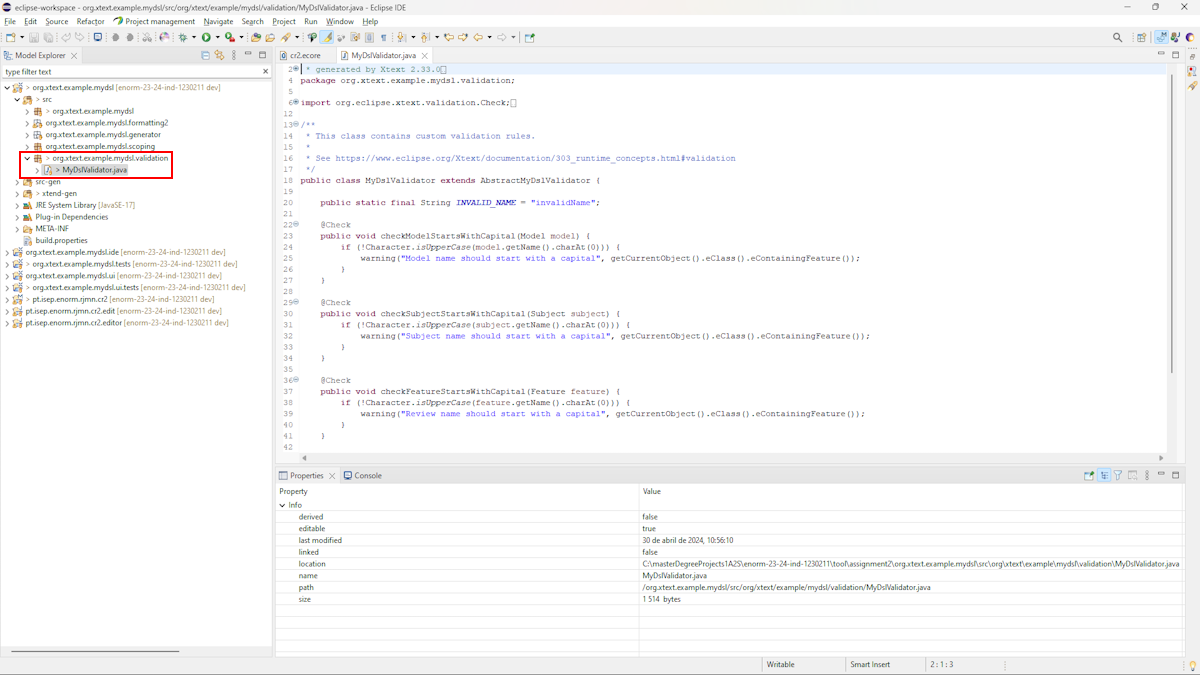 eclipse-workspace - org.xtext.example.mydsl/src/org/xtext/example/mydsl/validation/MyDslValidator.java - Eclipse IDE
File Edit Source Refactor Project management Navigate Search Project Run Window Help
Model Explorer
type filter text
org.xtext.example.mydsl [enorm-23-24-ind-1230211 dev]
> src
> org.xtext.example.mydsl
org.xtext.example.mydsl.formatting2
org.xtext.example.mydsl.generator
org.xtext.example.mydsl.scoping
> org.xtext.example.mydsl.validation
> MyDslValidator.java
src-gen
> xtend-gen
JRE System Library [JavaSE-17]
Plug-in Dependencies
META-INF
build.properties
org.xtext.example.mydsl.ide [enorm-23-24-ind-1230211 dev]
> org.xtext.example.mydsl.tests [enorm-23-24-ind-1230211 dev]
org.xtext.example.mydsl.ui [enorm-23-24-ind-1230211 dev]
> org.xtext.example.mydsl.ui.tests [enorm-23-24-ind-1230211 dev]
> pt.isep.enorm.rjmn.cr2 [enorm-23-24-ind-1230211 dev]
pt.isep.enorm.rjmn.cr2.edit [enorm-23-24-ind-1230211 dev]
pt.isep.enorm.rjmn.cr2.editor [enorm-23-24-ind-1230211 dev]
cr2.ecore MyDslValidator.java
2 * generated by Xtext 2.33.0
4 package org.xtext.example.mydsl.validation;
5
6 import org.eclipse.xtext.validation.Check;
12
13 /**
14 * This class contains custom validation rules.
15 *
16 * See https://www.eclipse.org/Xtext/documentation/303_runtime_concepts.html#validation
17 */
18 public class MyDslValidator extends AbstractMyDslValidator {
19
20 public static final String INVALID_NAME = "invalidName";
21
22 @Check
23 public void checkModelStartsWithCapital(Model model) {
24 if (!Character.isUpperCase(model.getName().charAt(0))) {
25 warning("Model name should start with a capital", getCurrentObject().eClass().eContainingFeature());
26 }
27 }
28
29 @Check
30 public void checkSubjectStartsWithCapital(Subject subject) {
31 if (!Character.isUpperCase(subject.getName().charAt(0))) {
32 warning("Subject name should start with a capital", getCurrentObject().eClass().eContainingFeature());
33 }
34 }
35
36 @Check
37 public void checkFeatureStartsWithCapital(Feature feature) {
38 if (!Character.isUpperCase(feature.getName().charAt(0))) {
39 warning("Review name should start with a capital", getCurrentObject().eClass().eContainingFeature());
40 }
41 }
42
Properties Console
Property Value
Info
derived false
editable true
last modified 30 de abril de 2024, 10:56:10
linked false
location C:\masterDegreeProjects1A2S\enorm-23-24-ind-1230211\tool\assignment2\org.xtext.example.mydsl\src\org\xtext\example\mydsl\validation\MyDslValidator.java
name MyDslValidator.java
path /org.xtext.example.mydsl/src/org/xtext/example/mydsl/validation/MyDslValidator.java
size 1 514 bytes
Writable Smart Insert 2 : 1 : 3